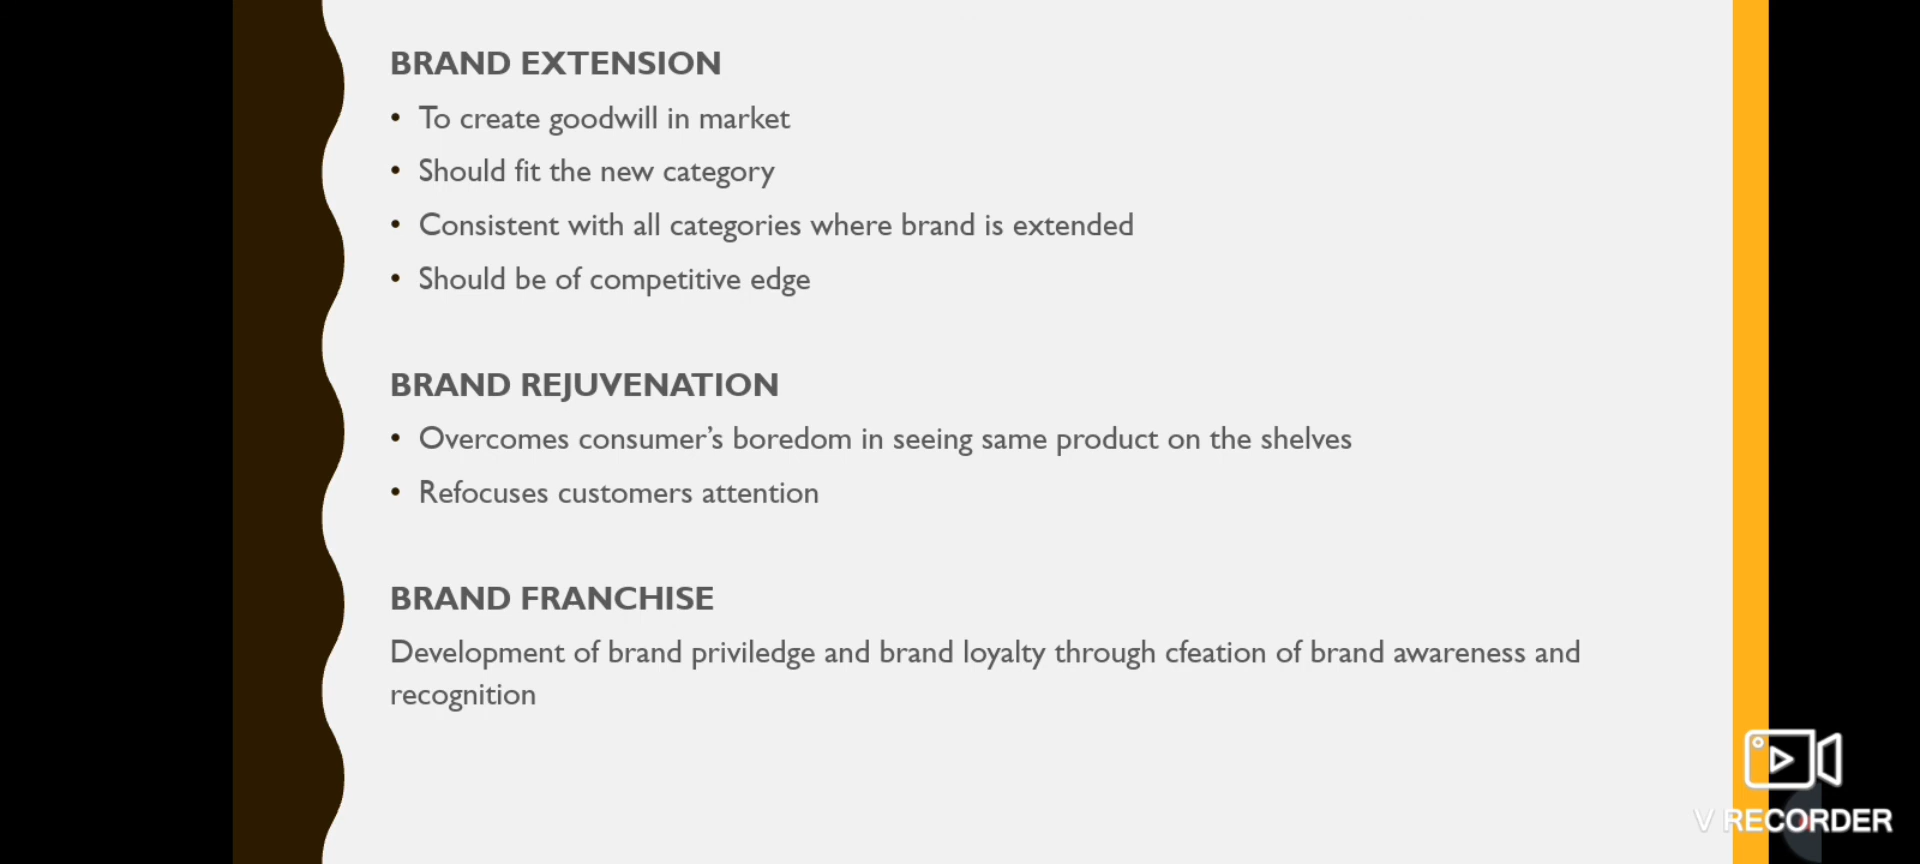 BRAND EXTENSION
• To create goodwill in market
• Should fit the new category
• Consistent with all categories where brand is extended
• Should be of competitive edge
BRAND REJUVENATION
• Overcomes consumer’s boredom in seeing same product on the shelves
• Refocuses customers attention
BRAND FRANCHISE
Development of brand priviledge and brand loyalty through cfeation of brand awareness and
recognition
V RECORDER